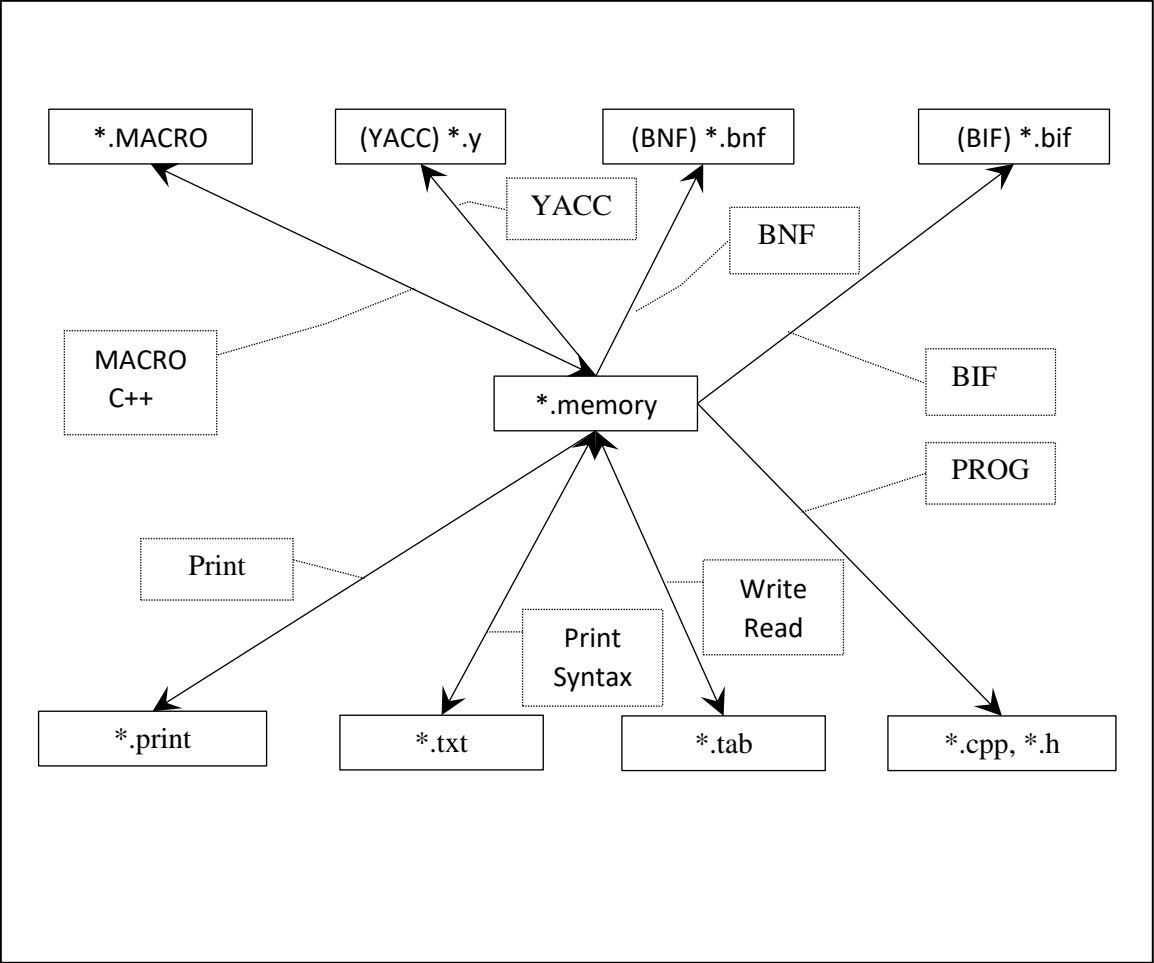 *.MACRO
(YACC) *.y
(BNF) *.bnf
(BIF) *.bif
YACC
BNF
MACRO
C++
*.memory
BIF
PROG
Print
Write
Read
Print
Syntax
*.print
*.txt
*.tab
*.cpp, *.h